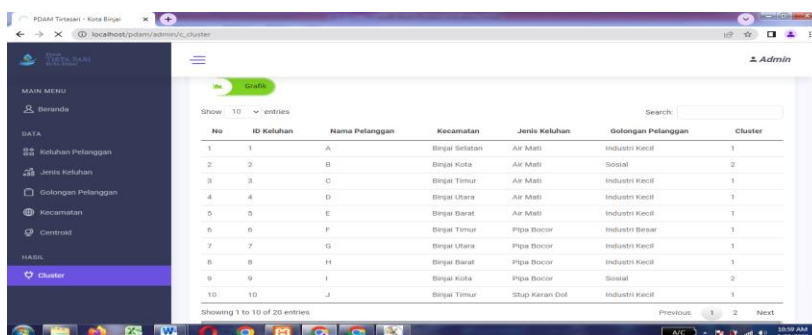 PDAM Tirtasari - Kota Binjai
localhost/pdam/admin/c_cluster
TIRTA SARI
Admin
MAIN MENU
Beranda
DATA
Keluhan Pelanggan
Jenis Keluhan
Golongan Pelanggan
Kecamatan
Centroid
HASIL
Cluster
Grafik
Show 10 entries Search:
No ID Keluhan Nama Pelanggan Kecamatan Jenis Keluhan Golongan Pelanggan Cluster
1 1 A Binjai Selatan Air Mati Industri Kecil 1
2 2 B Binjai Kota Air Mati Sosial 2
3 3 C Binjai Timur Air Mati Industri Kecil 1
4 4 D Binjai Utara Air Mati Industri Kecil 1
5 5 E Binjai Barat Air Mati Industri Kecil 1
6 6 F Binjai Timur Pipa Bocor Industri Besar 1
7 7 G Binjai Utara Pipa Bocor Industri Kecil 1
8 8 H Binjai Barat Pipa Bocor Industri Kecil 1
9 9 I Binjai Kota Pipa Bocor Sosial 2
10 10 J Binjai Timur Stup Keran Dol Industri Kecil 1
Showing 1 to 10 of 20 entries Previous 1 2 Next
A/C 10:59 AM